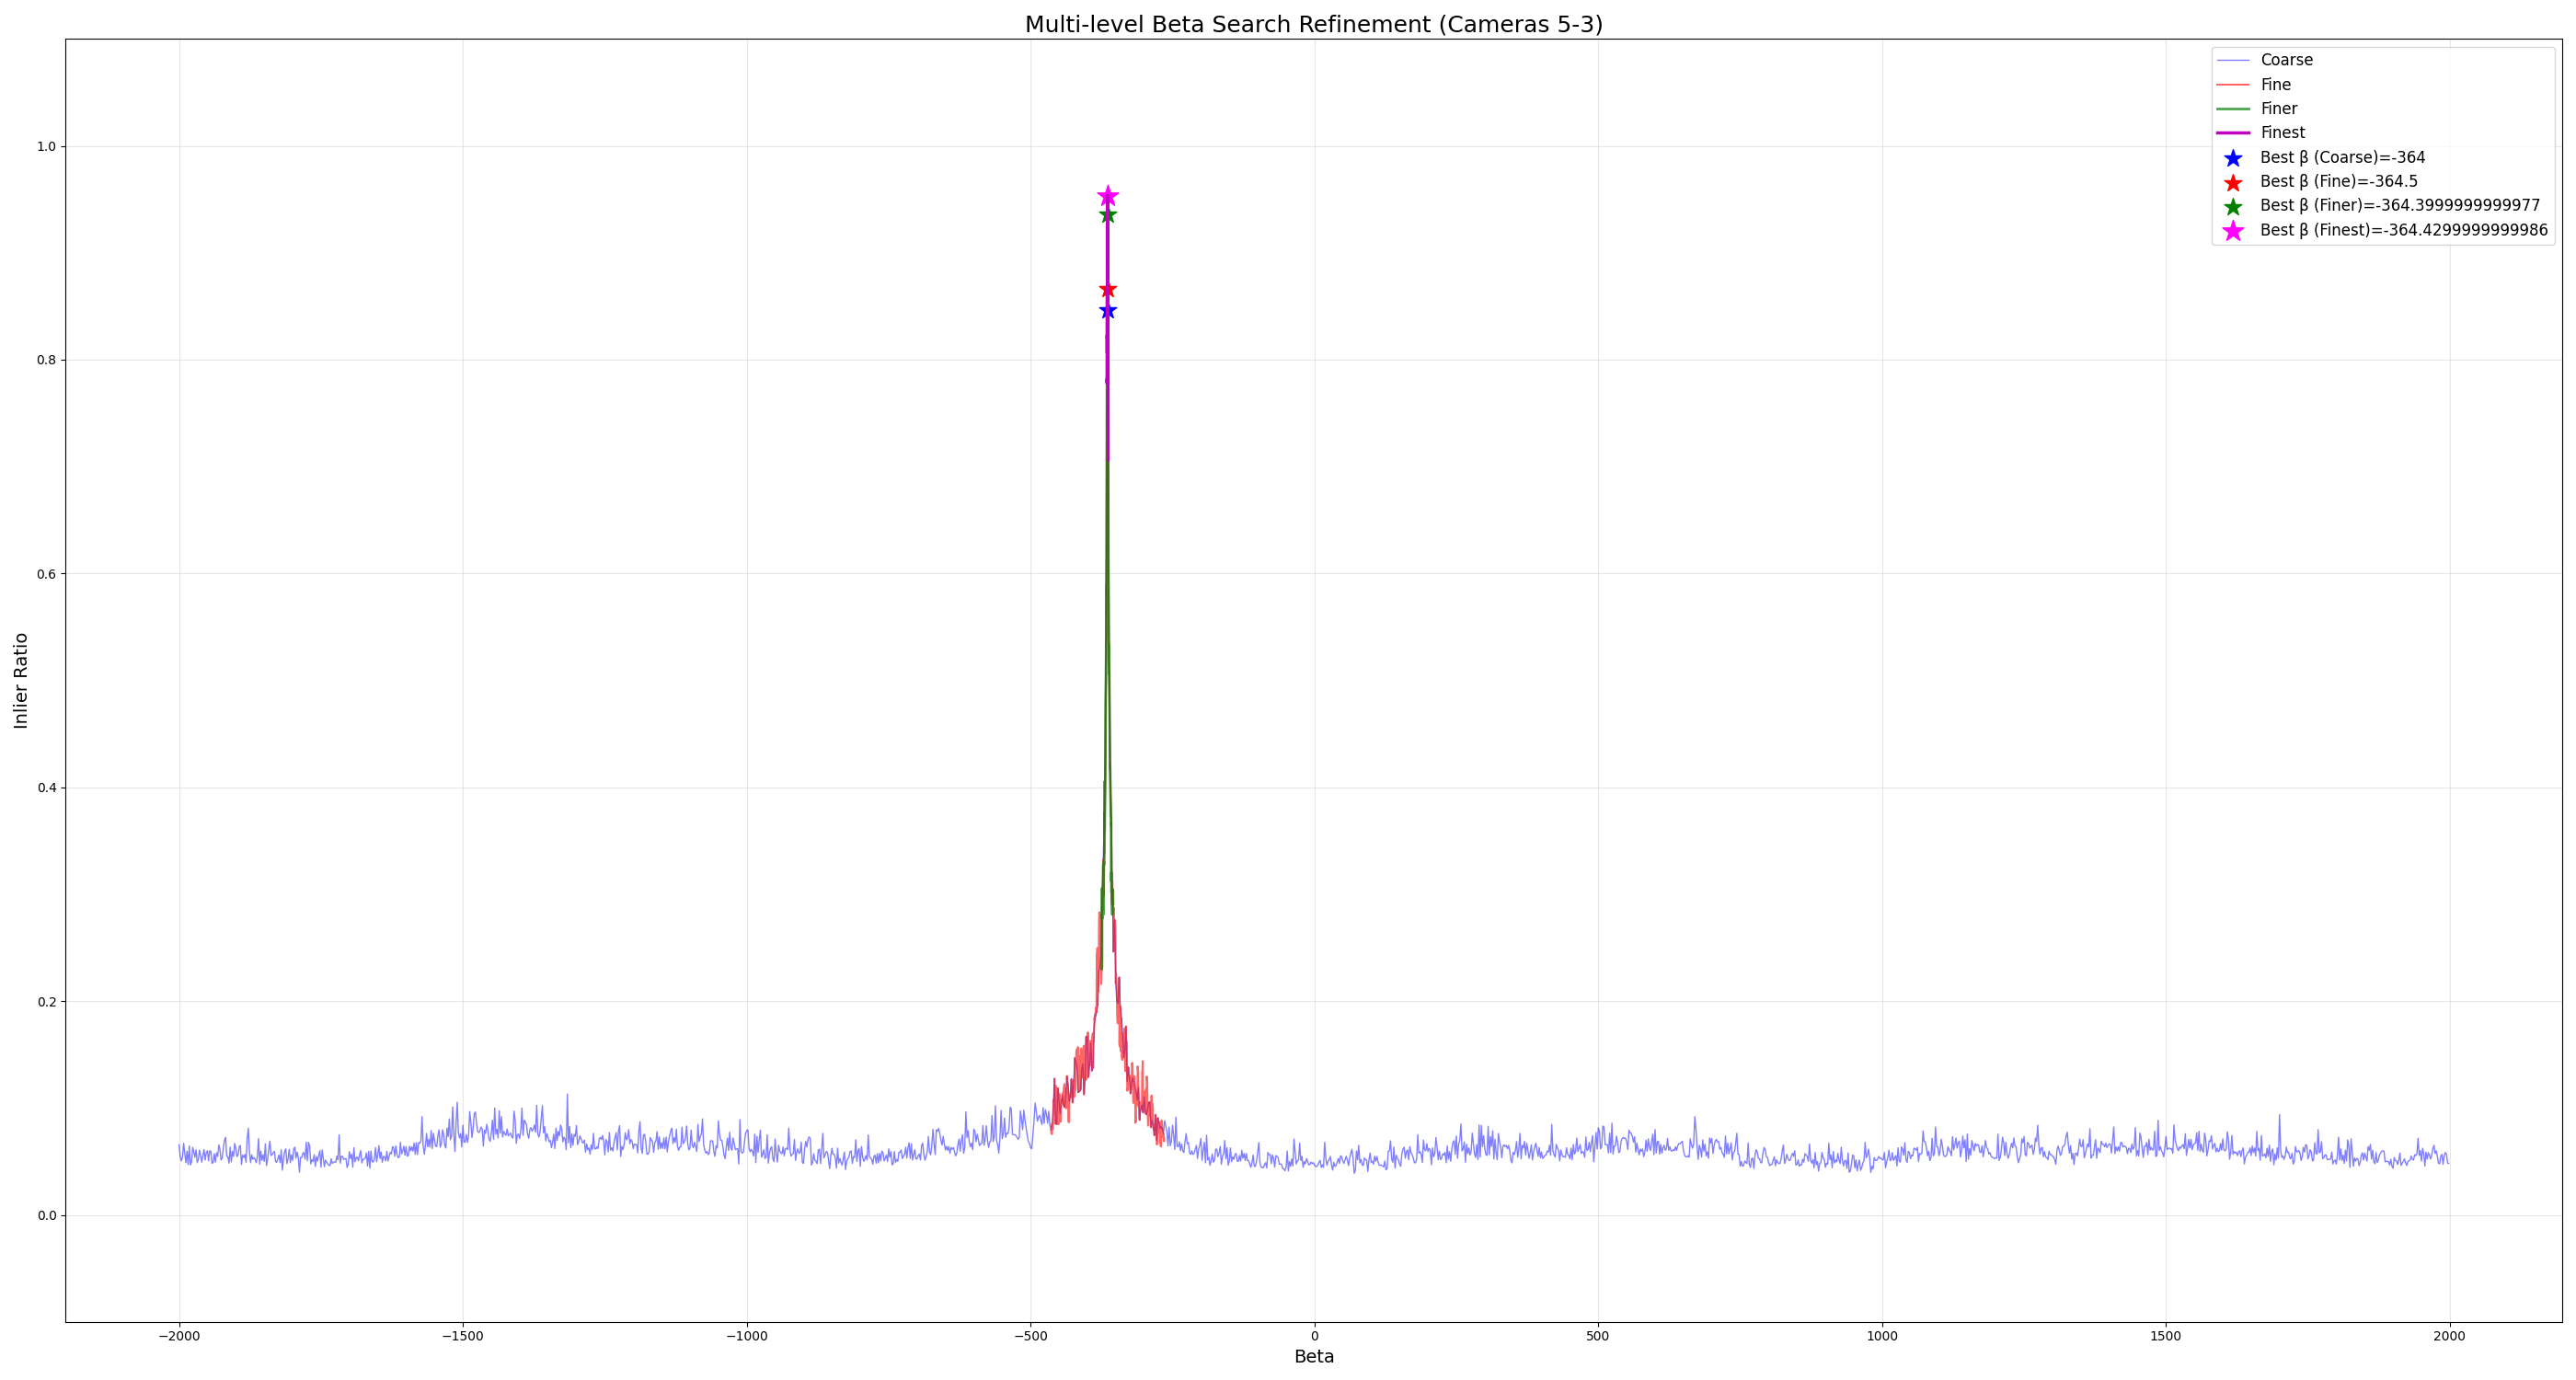 Multi-level Beta Search Refinement (Cameras 5-3)
Coarse
Fine
Finer
Finest
Best β (Coarse)=-364
Best β (Fine)=-364.5
Best β (Finer)=-364.3999999999977
Best β (Finest)=-364.4299999999986
1.0
0.8
0.6
0.4
0.2
0.0
Inlier Ratio
−2000 −1500 −1000 −500 0 500 1000 1500 2000
Beta